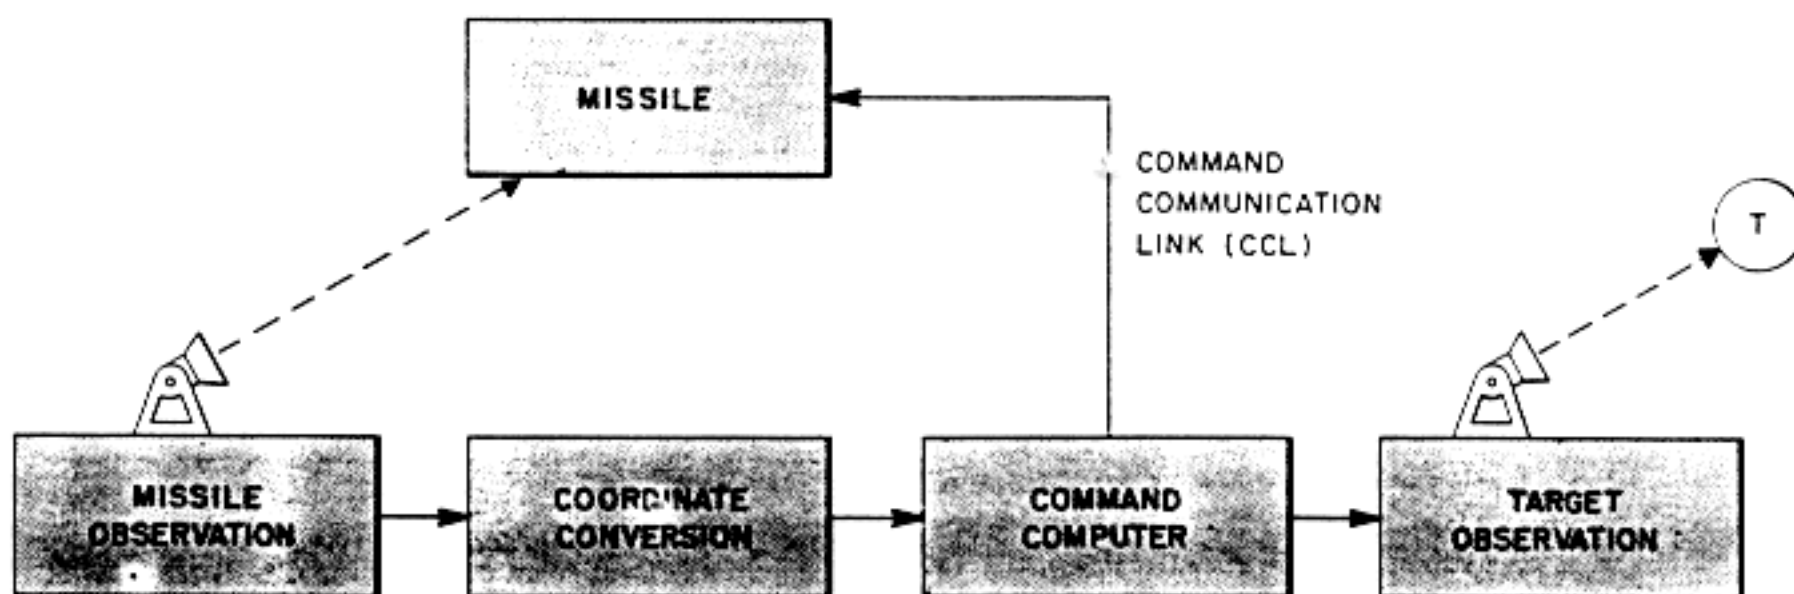 MISSILE
COMMAND
COMMUNICATION
LINK (CCL)
T
MISSILE
OBSERVATION
COORDINATE
CONVERSION
COMMAND
COMPUTER
TARGET
OBSERVATION